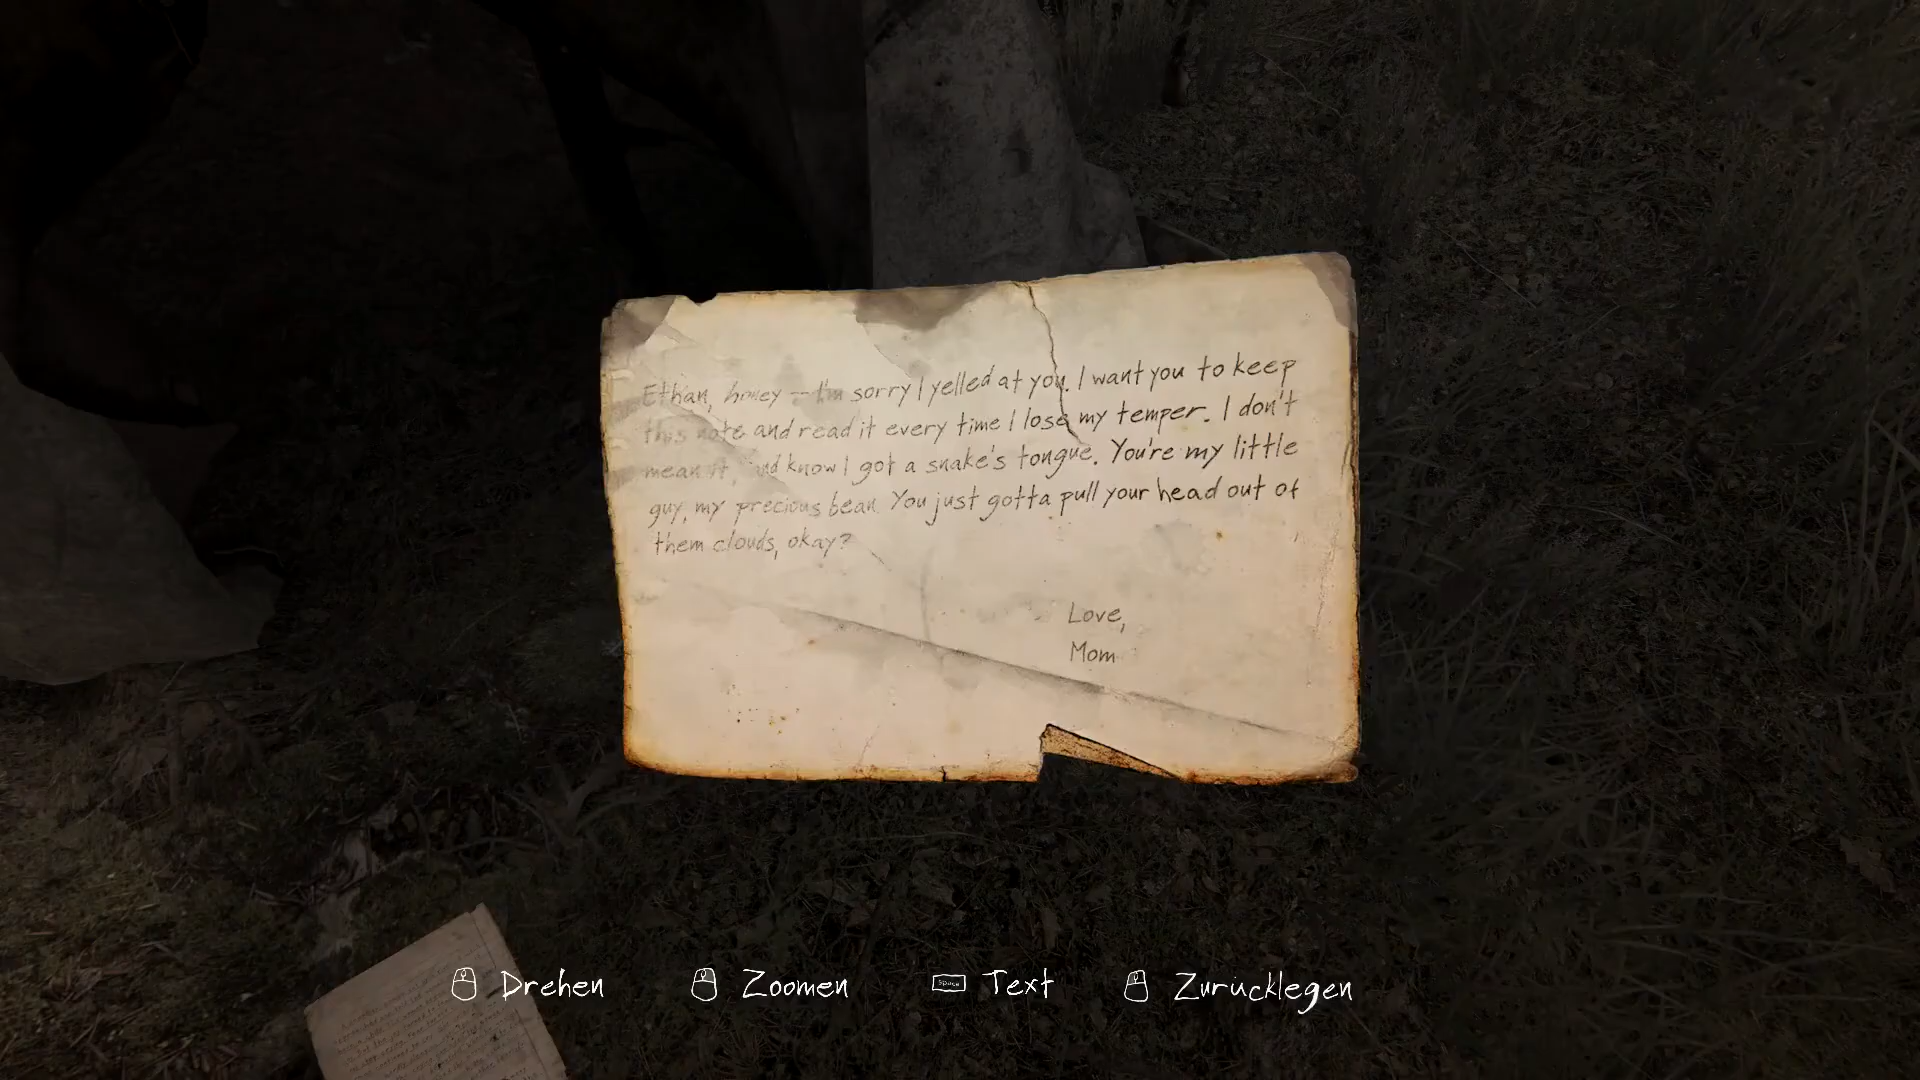 Ethan, honey – I'm sorry I yelled at you. I want you to keep
this note and read it every time I lose my temper. I don't
mean it, and know I got a snake's tongue. You're my little
guy, my precious bean. You just gotta pull your head out of
them clouds, okay?
Love,
Mom
Drehen
Zoomen
space
Text
Zurücklegen